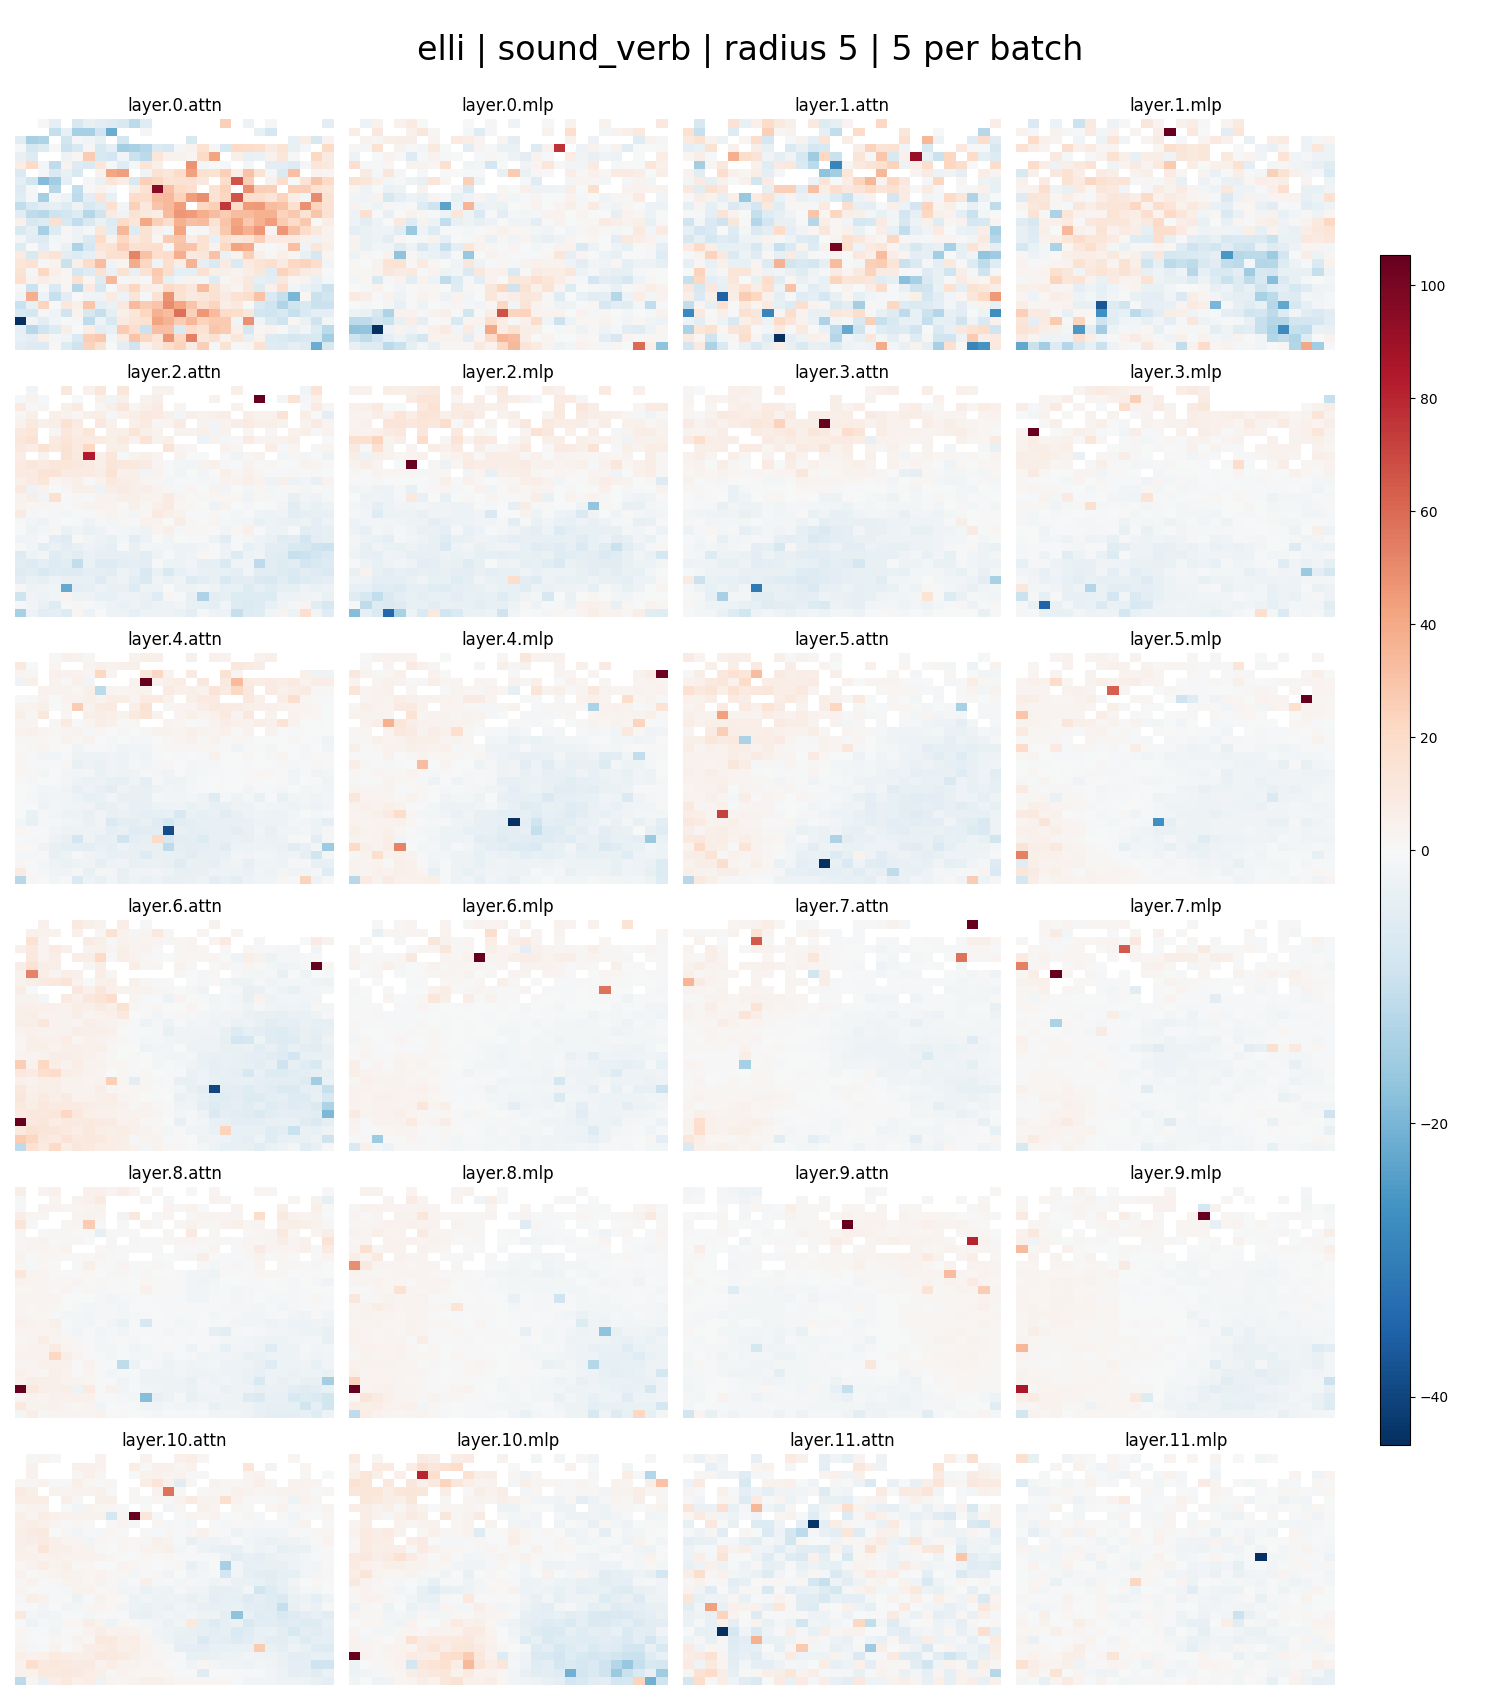 elli | sound_verb | radius 5 | 5 per batch
layer.0.attn
layer.0.mlp
layer.1.attn
layer.1.mlp
layer.2.attn
layer.2.mlp
layer.3.attn
layer.3.mlp
layer.4.attn
layer.4.mlp
layer.5.attn
layer.5.mlp
layer.6.attn
layer.6.mlp
layer.7.attn
layer.7.mlp
layer.8.attn
layer.8.mlp
layer.9.attn
layer.9.mlp
layer.10.attn
layer.10.mlp
layer.11.attn
layer.11.mlp
100
80
60
40
20
0
−20
−40